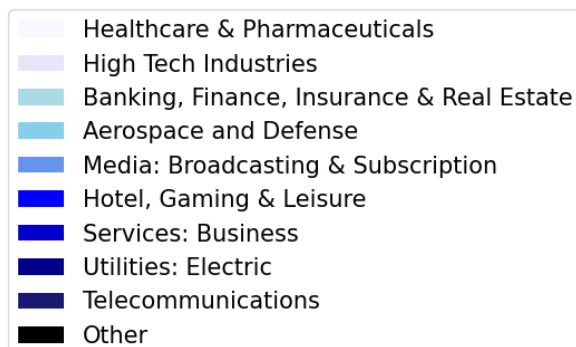 Healthcare & Pharmaceuticals
High Tech Industries
Banking, Finance, Insurance & Real Estate
Aerospace and Defense
Media: Broadcasting & Subscription
Hotel, Gaming & Leisure
Services: Business
Utilities: Electric
Telecommunications
Other